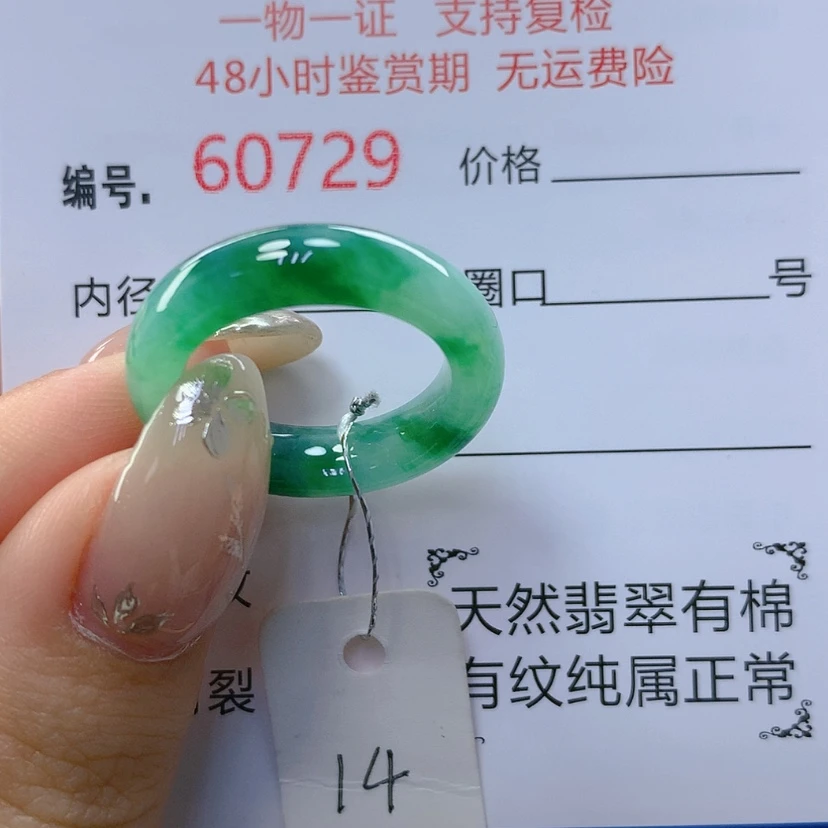 一物一证 支持复检
48小时鉴赏期 无运费险
编号. 60729 价格
内径 圈口 号
天然翡翠有棉
裂 有纹纯属正常
14